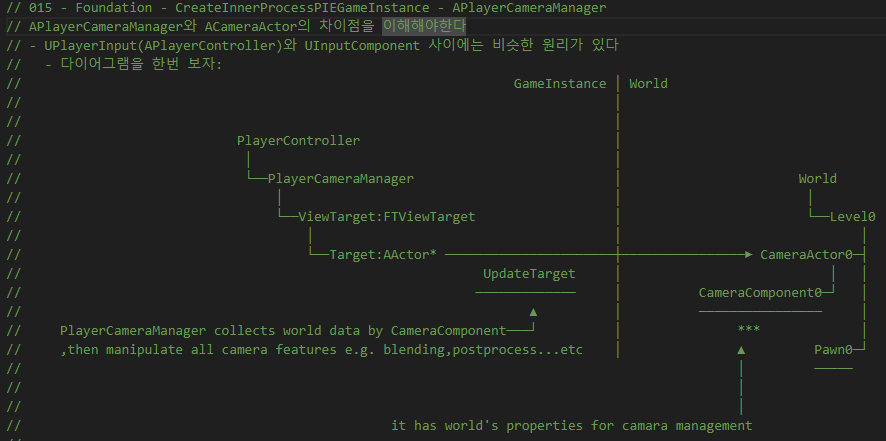 // 015 - Foundation - CreateInnerProcessPIEGameInstance - APlayerCameraManager
// APlayerCameraManager와 ACameraActor의 차이점을 이해해야한다
// - UPlayerInput(APlayerController)와 UInputComponent 사이에는 비슷한 원리가 있다
//   - 다이어그램을 한번 보자:
//                                                                GameInstance │ World
//                                                                             │
//                                                                             │
//                            PlayerController                                 │
//                             │                                               │
//                             └──PlayerCameraManager                          │                       World
//                                 │                                           │                        │
//                                 └──ViewTarget:FTViewTarget                  │                        └──Level0
//                                     │                                       │                               │
//                                     └──Target:AActor* ──────────────────────┼────────────────► CameraActor0─┤
//                                                            UpdateTarget     │                           │   │
//                                                           ─────────────     │          CameraComponent0─┘   │
//                                                                  ▲          │          ────────────────     │
//     PlayerCameraManager collects world data by CameraComponent───┘          │               ***             │
//     ,then manipulate all camera features e.g. blending,postprocess...etc    │                ▲         Pawn0─┘
//                                                                                              │         ─────
//                                                                                              │
//                                                                                              │
//                                                it has world's properties for camara management
//